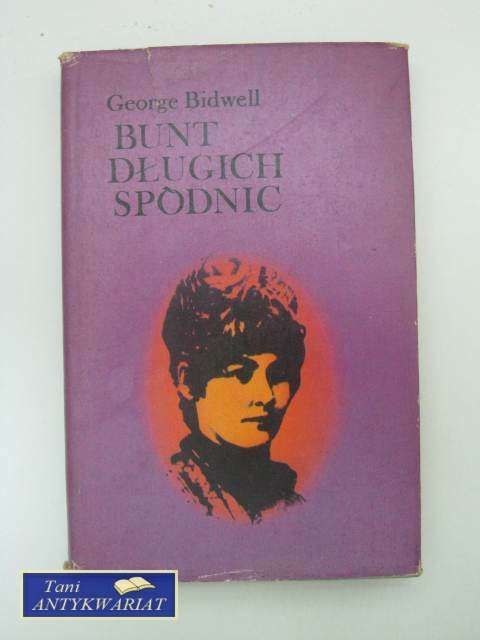 George Bidwell
BUNT
DŁUGICH
SPÓDNIC
Tani
ANTYKWARIAT